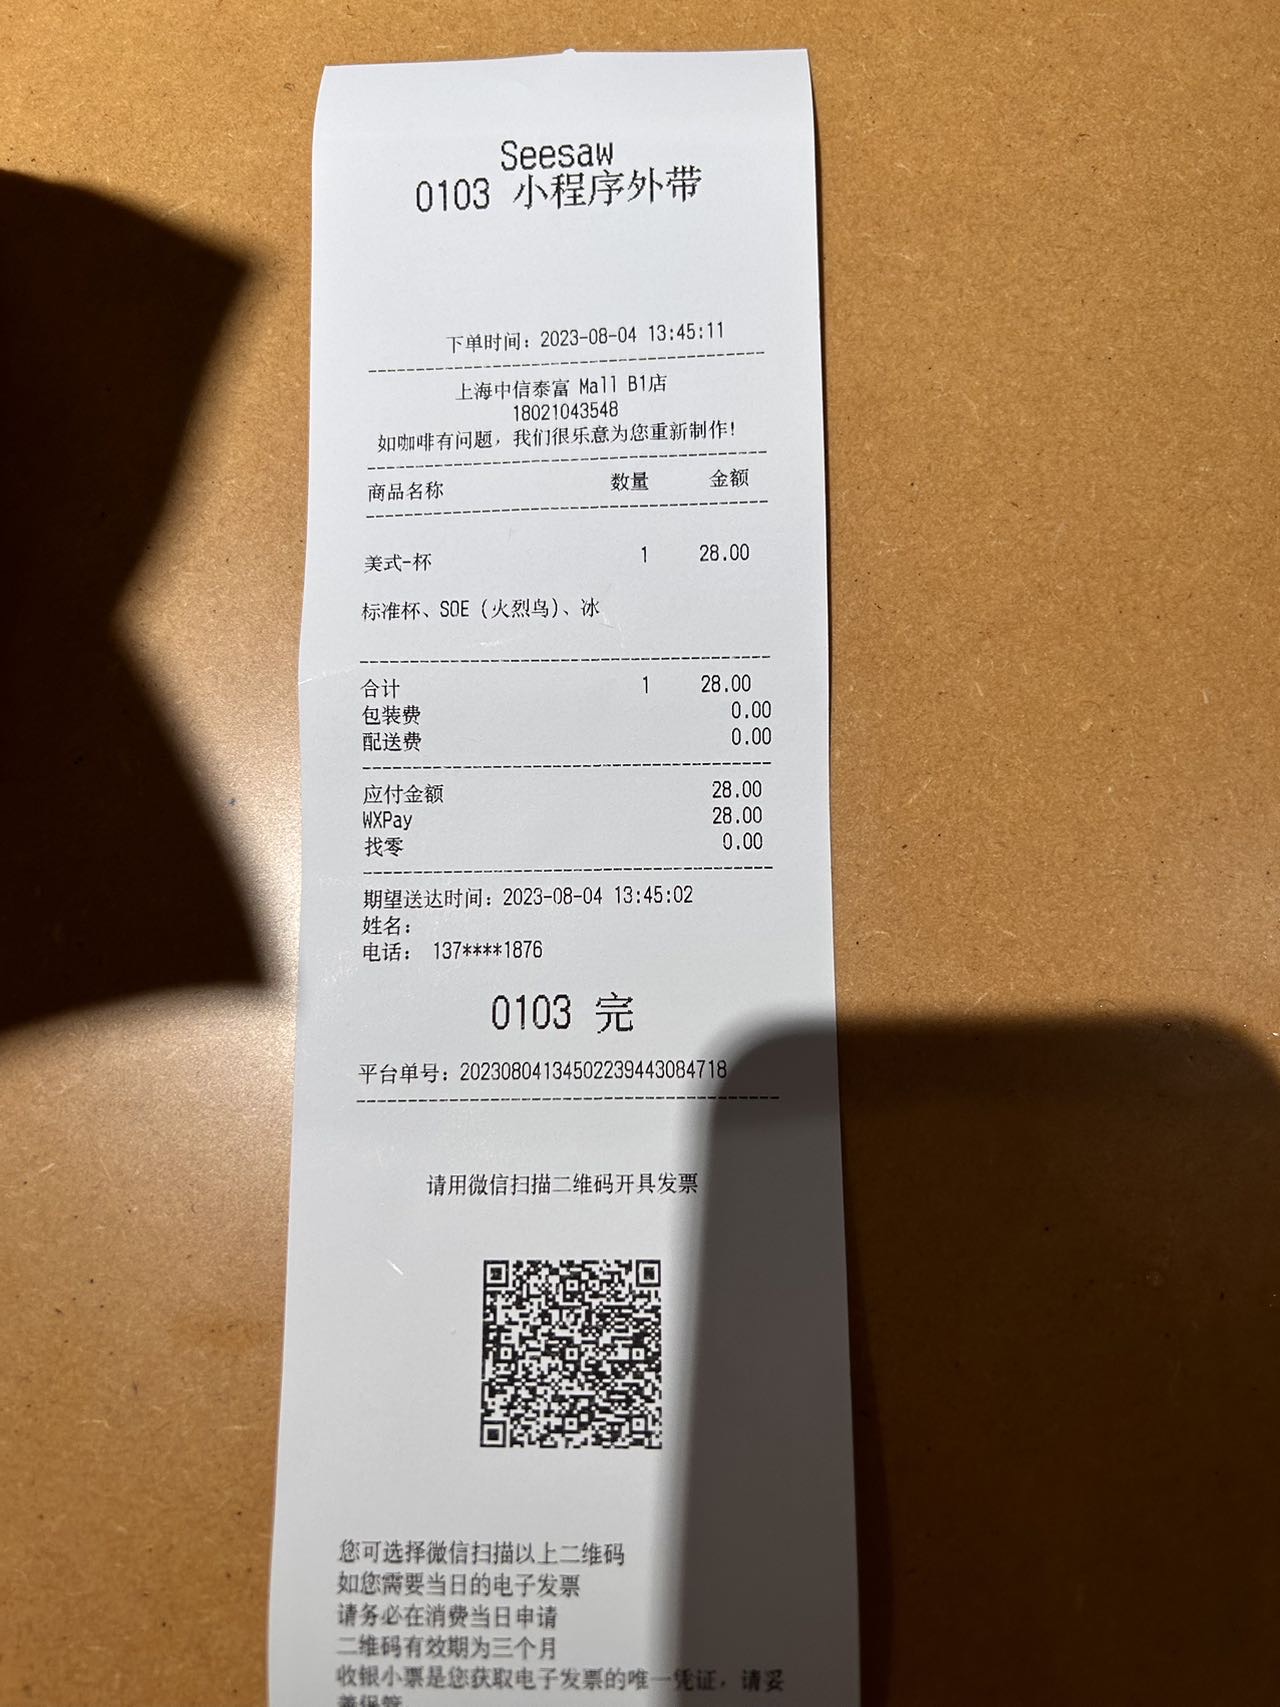 Seesaw
0103 小程序外带
下单时间：2023-08-04 13:45:11
上海中信泰富 Mall B1店
18021043548
如咖啡有问题，我们很乐意为您重新制作！
商品名称 数量 金额
美式-杯 1 28.00
标准杯、SOE (火烈鸟)、冰
合计 1 28.00
包装费 0.00
配送费 0.00
应付金额 28.00
WXPay 28.00
找零 0.00
期望送达时间：2023-08-04 13:45:02
姓名：
电话： 137****1876
0103 完
平台单号：20230804134502239443084718
请用微信扫描二维码开具发票
您可选择微信扫描以上二维码
如您需要当日的电子发票
请务必在消费当日申请
二维码有效期为三个月
收银小票是您获取电子发票的唯一凭证，请妥
善保管